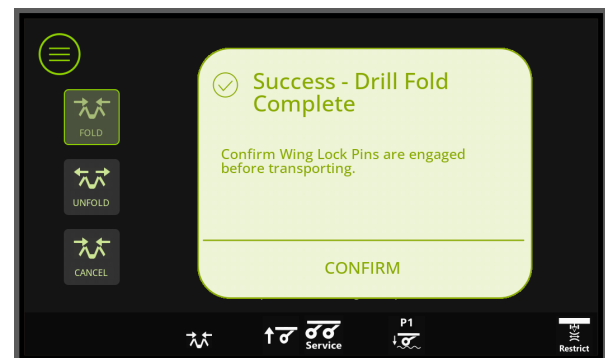 FOLD
UNFOLD
CANCEL
Success - Drill Fold
Complete
Confirm Wing Lock Pins are engaged
before transporting.
CONFIRM
Service
P1
Restrict